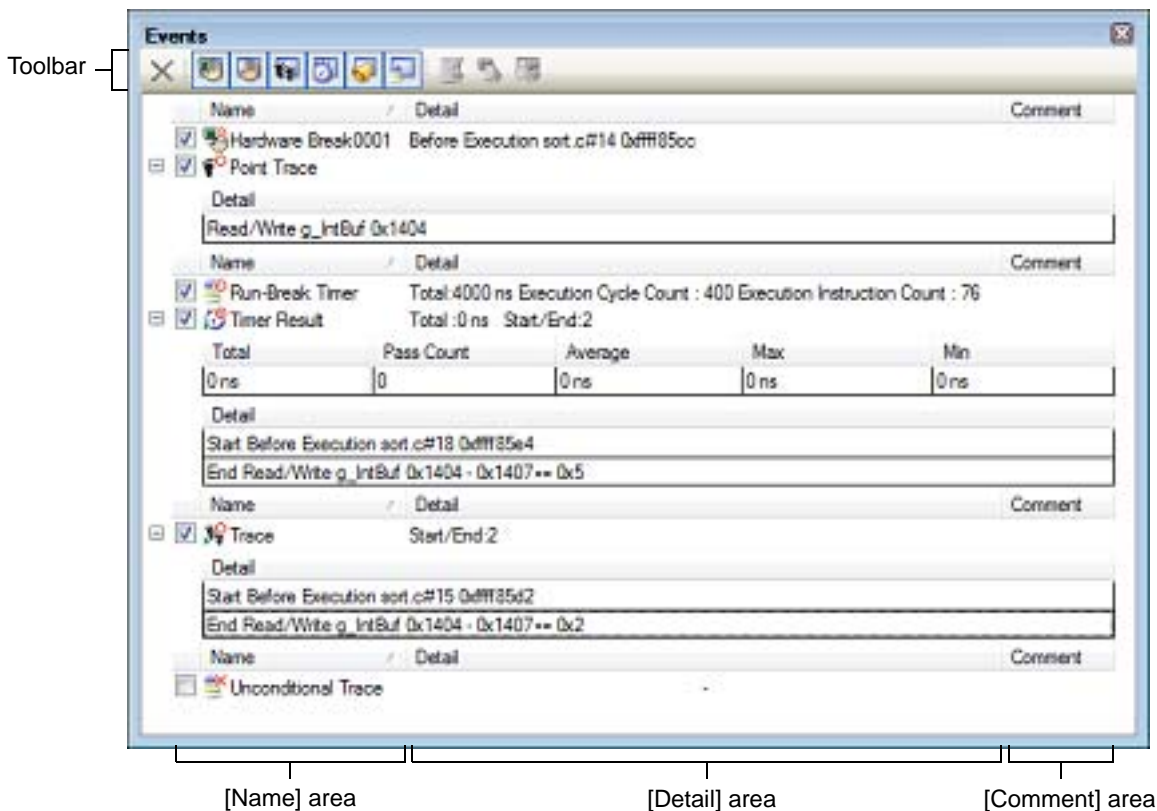 Events
Toolbar
Name / Detail Comment
Hardware Break0001 Before Execution sort.c#14 0xffff85cc
Point Trace
Detail
Read/Write g_IntBuf 0x1404
Name / Detail Comment
Run-Break Timer Total:4000 ns Execution Cycle Count : 400 Execution Instruction Count : 76
Timer Result Total :0 ns Start/End:2
Total Pass Count Average Max Min
0 ns 0 0 ns 0 ns 0 ns
Detail
Start Before Execution sort.c#18 0xffff85e4
End Read/Write g_IntBuf 0x1404 - 0x1407 == 0x5
Name / Detail Comment
Trace Start/End:2
Detail
Start Before Execution sort.c#15 0xffff85d2
End Read/Write g_IntBuf 0x1404 - 0x1407 == 0x2
Name / Detail Comment
Unconditional Trace -
[Name] area [Detail] area [Comment] area